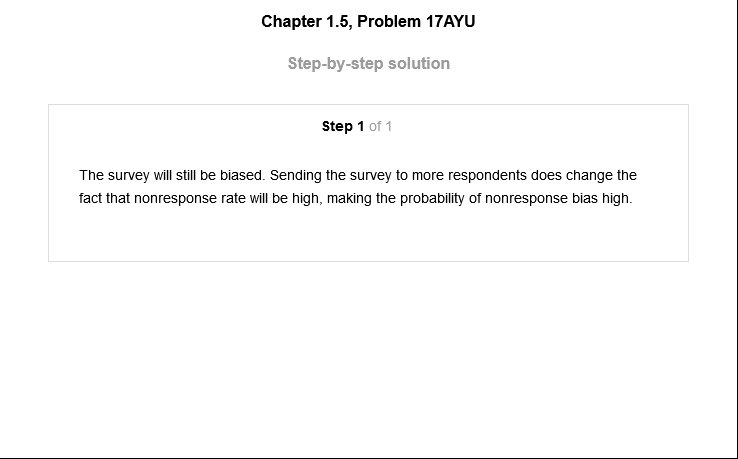 Chapter 1.5, Problem 17AYU
Step-by-step solution
Step 1 of 1
The survey will still be biased. Sending the survey to more respondents does change the
fact that nonresponse rate will be high, making the probability of nonresponse bias high.